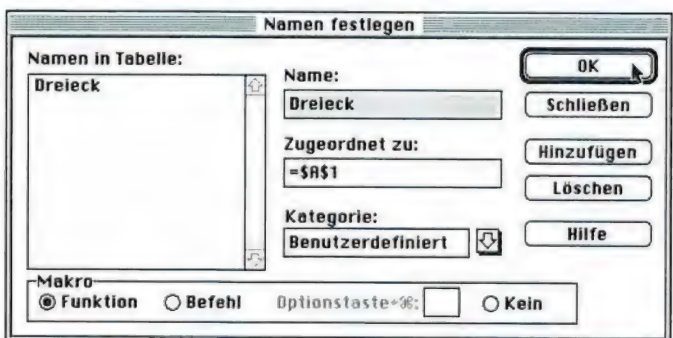 Namen festlegen
Namen in Tabelle:
Dreieck
Name:
Dreieck
Zugeordnet zu:
=$A$1
Kategorie:
Benutzerdefiniert
OK
Schließen
Hinzufügen
Löschen
Hilfe
Makro
Funktion Befehl Optionstaste+⌘: Kein